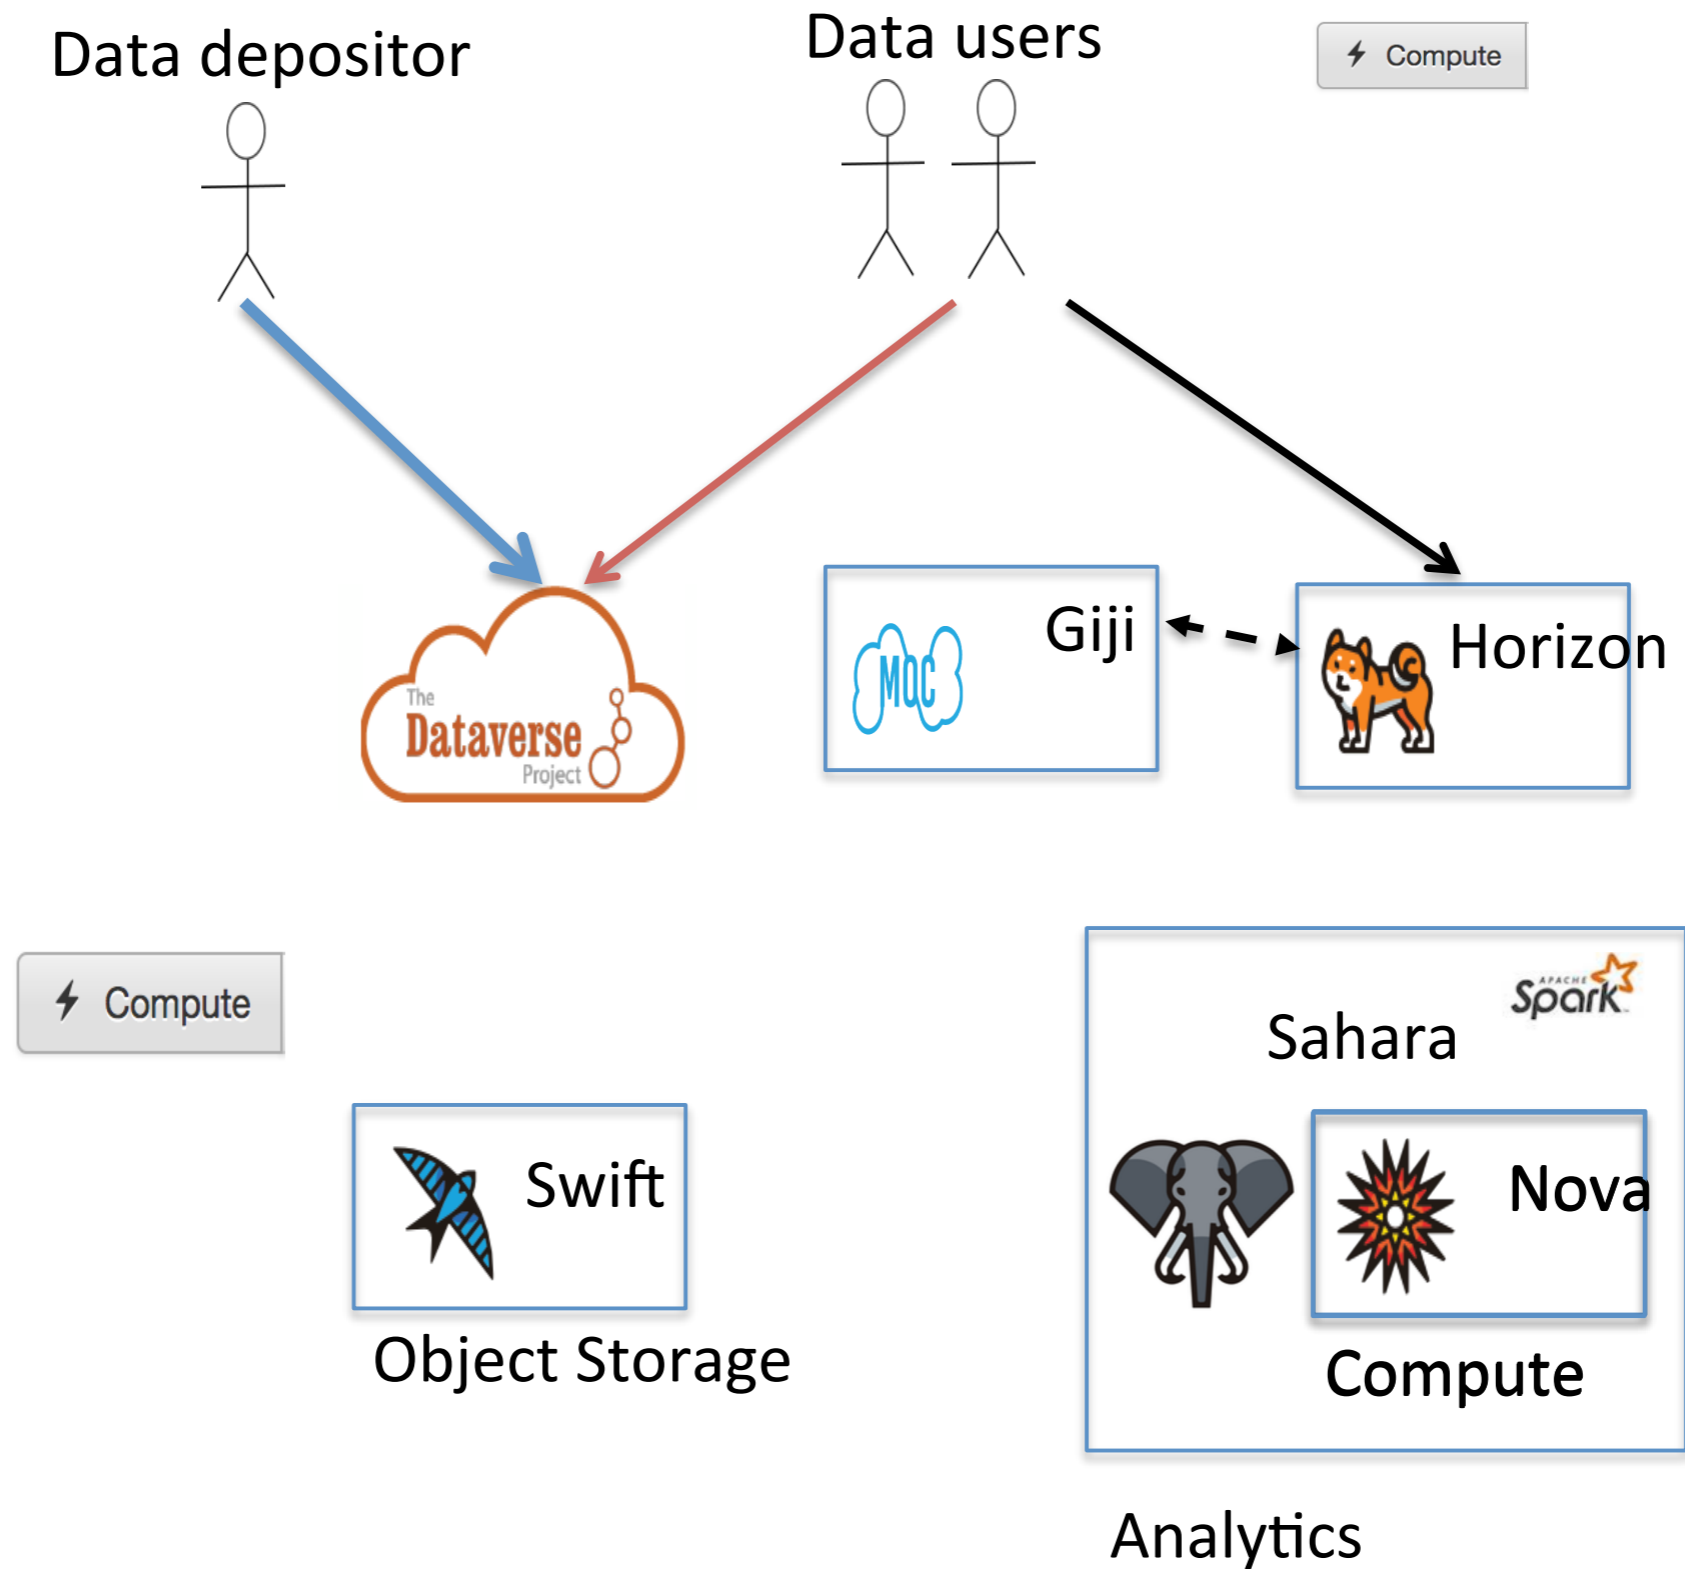 Data depositor
Data users
Compute
Giji
Horizon
MOC
The
Dataverse
Project
Compute
APACHE
Spark
Sahara
Swift
Nova
Object Storage
Compute
Analytics